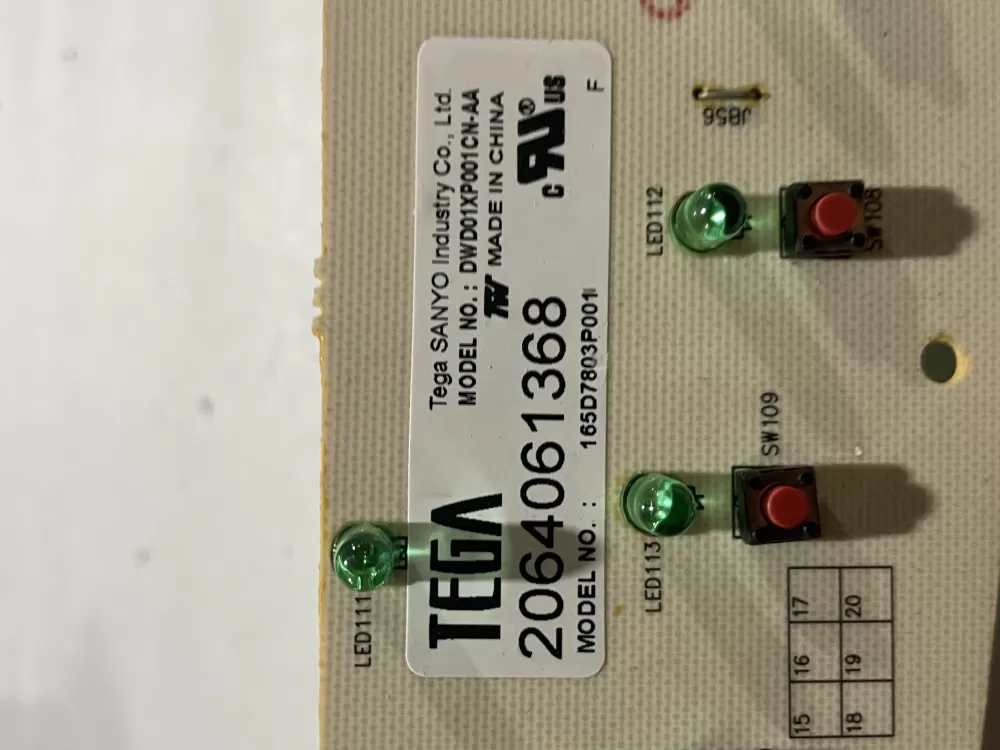 Tega SANYO Industry Co., Ltd.
MODEL NO.: DWD01XP001CN-AA
MADE IN CHINA
TEGA
2064061368
c RU ® US
MODEL NO. : 165D7803P001 F
LED111
LED112
LED113
JB56
SW108
SW109
15 16 17
18 19 20